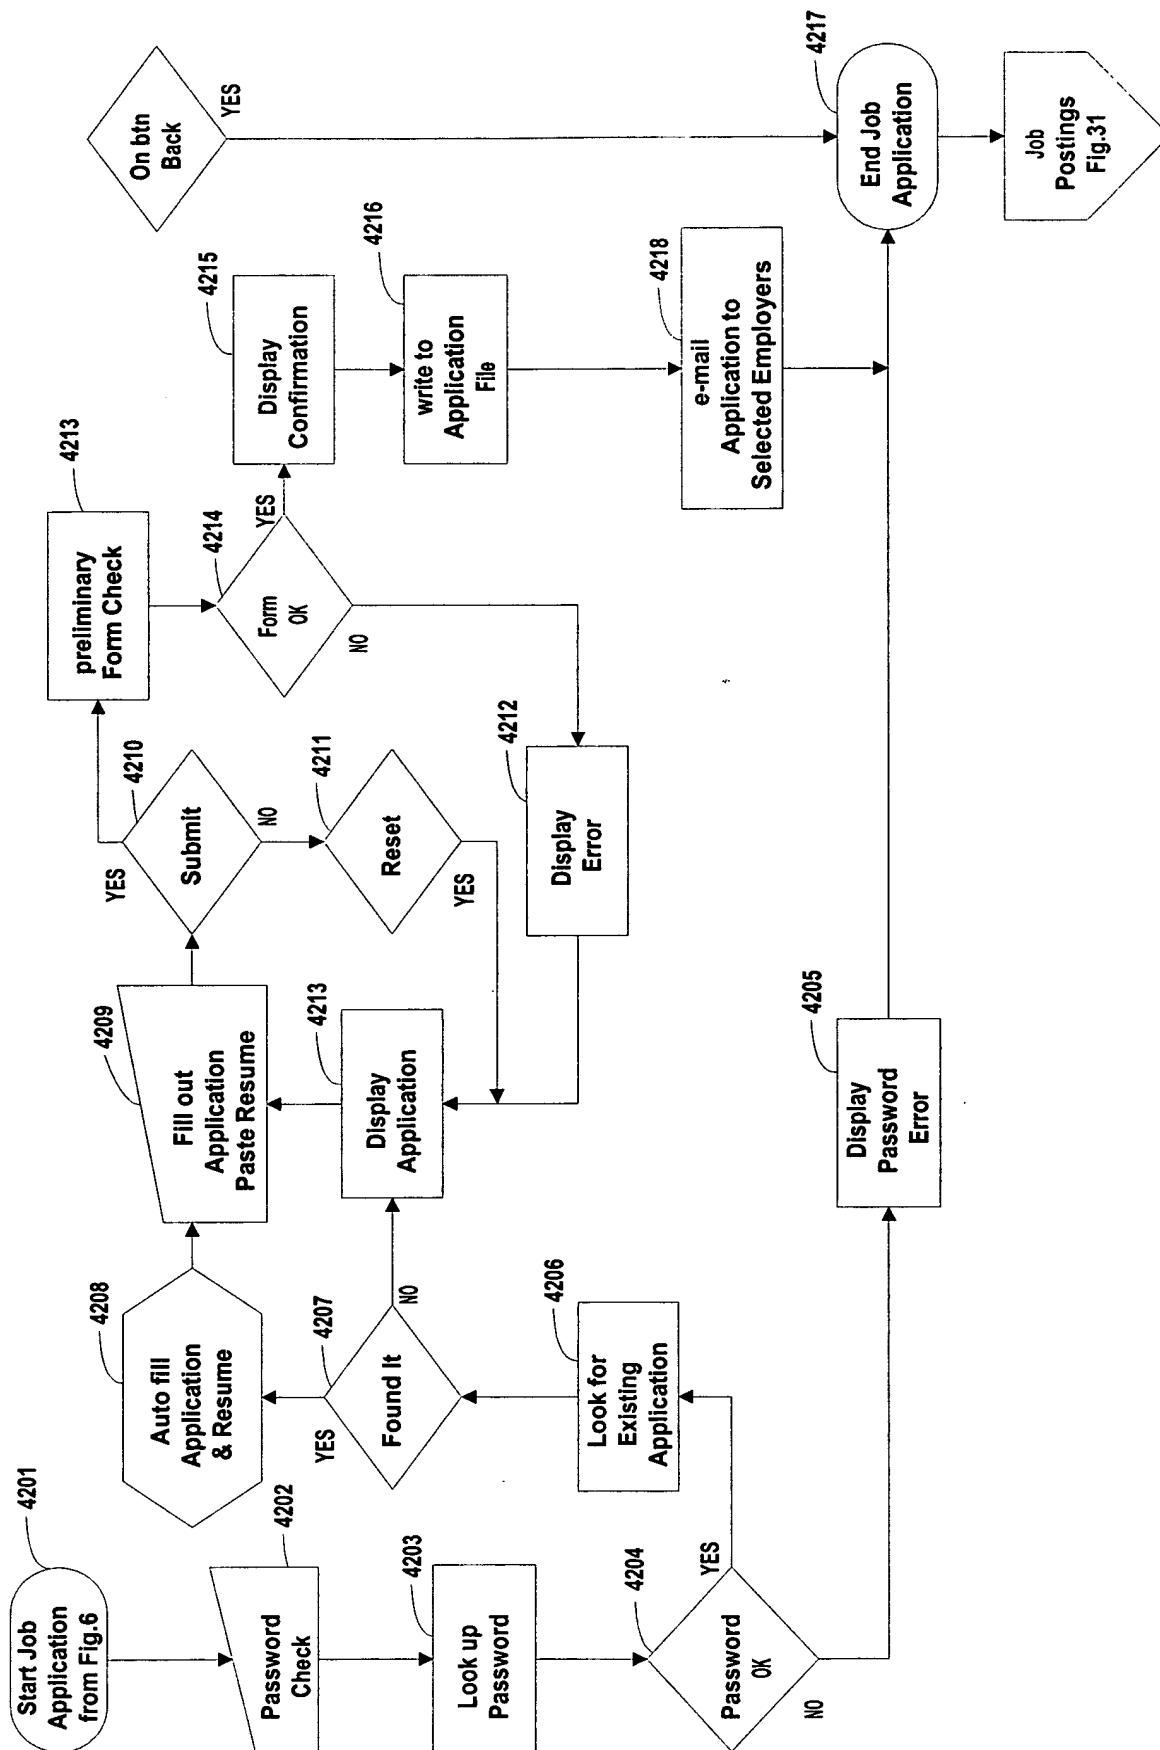 4201
Start Job
Application
from Fig.6
4202
Password
Check
4203
Look up
Password
4204
Password
OK
YES
NO
4205
Display
Password
Error
4206
Look for
Existing
Application
4207
Found It
YES
NO
4208
Auto fill
Application
& Resume
4209
Fill out
Application
Paste Resume
4213
Display
Application
4210
Submit
YES
NO
4211
Reset
YES
4212
Display
Error
4213
preliminary
Form Check
4214
Form
OK
YES
NO
4215
Display
Confirmation
4216
write to
Application
File
4218
e-mail
Application to
Selected Employers
On btn
Back
YES
4217
End Job
Application
Job
Postings
Fig.31